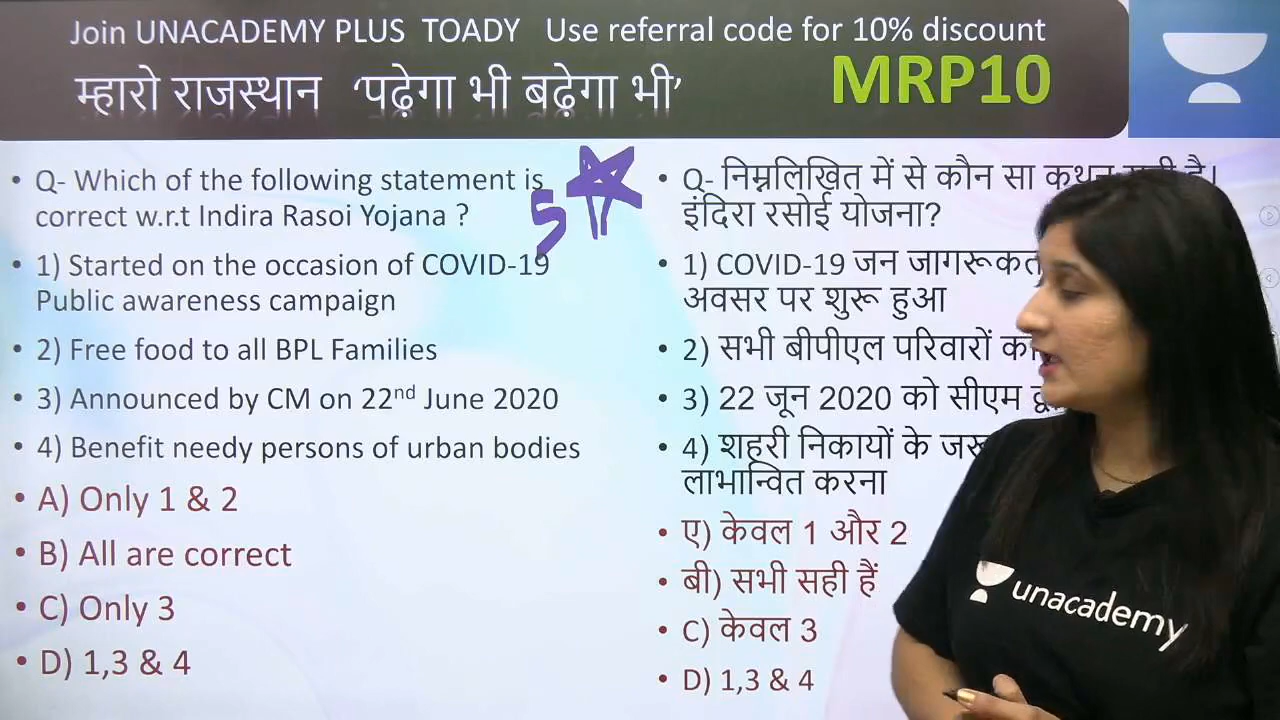 Join UNACADEMY PLUS TOADY Use referral code for 10% discount
म्हारो राजस्थान 'पढ़ेगा भी बढ़ेगा भी'
MRP10
• Q- Which of the following statement is
correct w.r.t Indira Rasoi Yojana ?
5
• 1) Started on the occasion of COVID-19
Public awareness campaign
• 2) Free food to all BPL Families
• 3) Announced by CM on 22nd June 2020
• 4) Benefit needy persons of urban bodies
• A) Only 1 & 2
• B) All are correct
• C) Only 3
• D) 1,3 & 4
• Q- निम्नलिखित में से कौन सा कथन है।
इंदिरा रसोई योजना?
• 1) COVID-19 जन
अवसर पर शुरू हुआ
• 2) सभी बीपीएल परिवारों
• 3) 22 जून 2020 को सीएम
• 4) शहरी निकायों के
लाभान्वित करना
• ए) केवल 1 और 2
• बी) सभी सही हैं
• C) केवल 3
• D) 1,3 & 4
unacademy